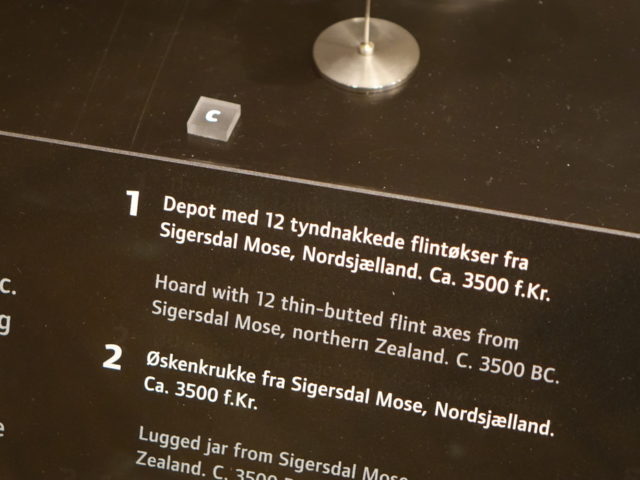 c
1 Depot med 12 tyndnakkede flintøkser fra
Sigersdal Mose, Nordsjælland. Ca. 3500 f.Kr.
Hoard with 12 thin-butted flint axes from
Sigersdal Mose, northern Zealand. C. 3500 BC.
2 Øskenkrukke fra Sigersdal Mose, Nordsjælland.
Ca. 3500 f.Kr.
Lugged jar from Sigersdal Mose
Zealand. C. 3500